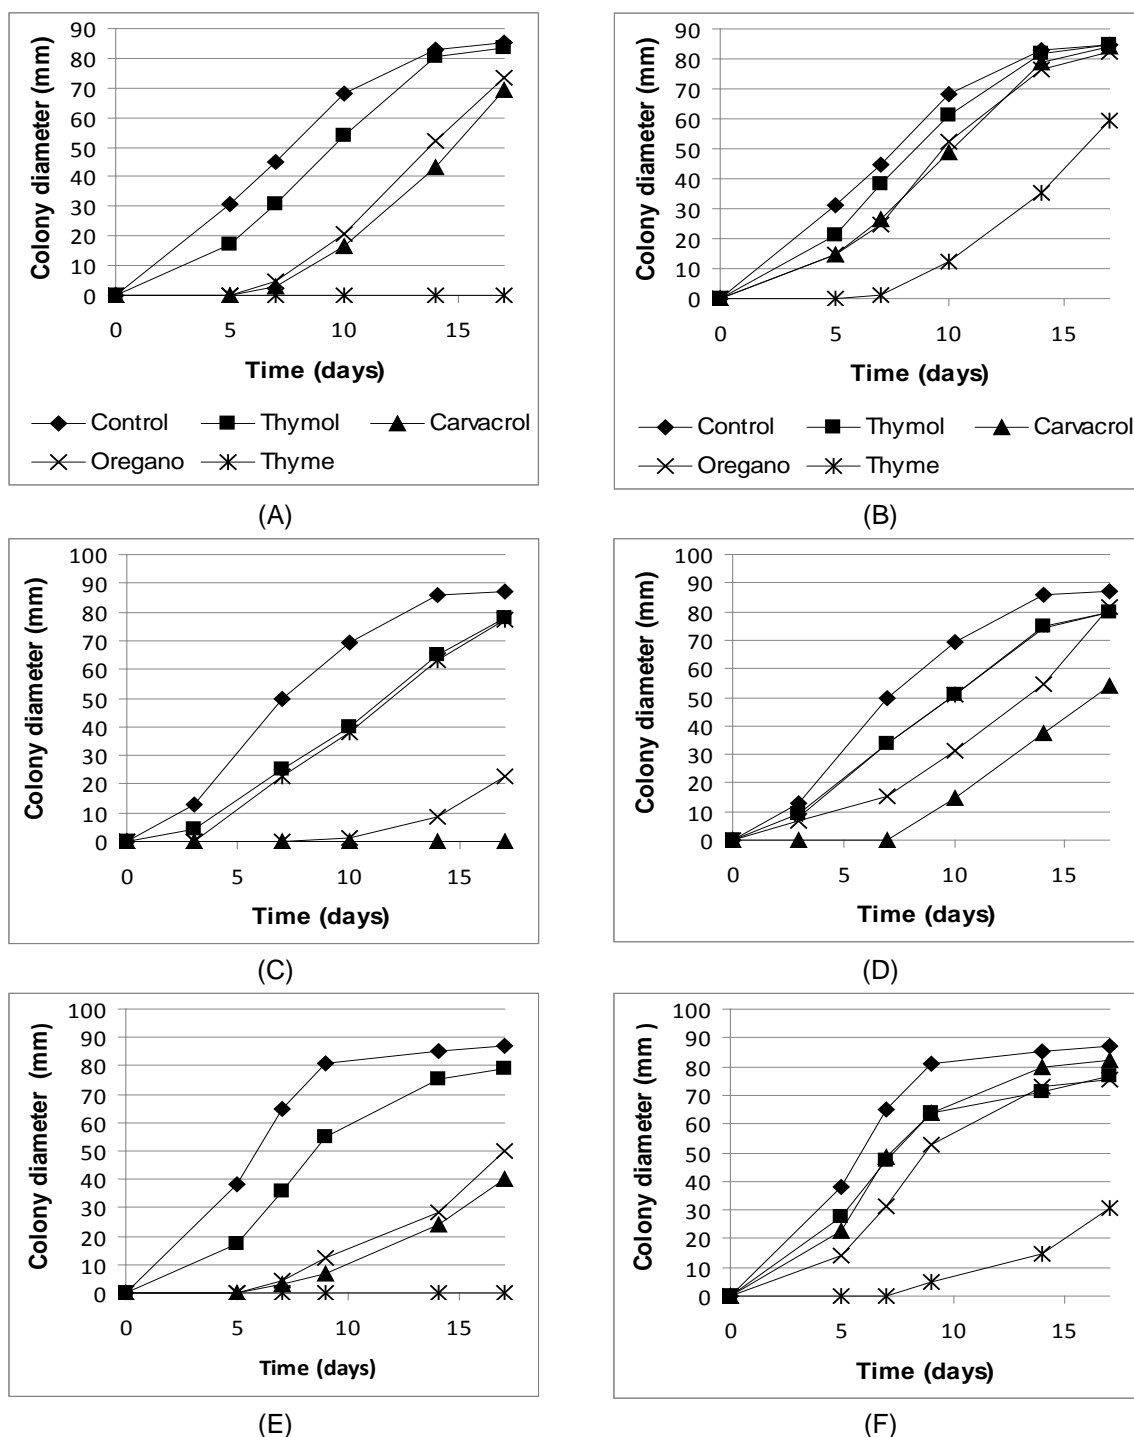 90
80
70
60
50
40
30
20
10
0
Colony diameter (mm)
0 5 10 15
Time (days)
Control Thymol Carvacrol
Oregano Thyme
(A)
90
80
70
60
50
40
30
20
10
0
Colony diameter (mm)
0 5 10 15
Time (days)
Control Thymol Carvacrol
Oregano Thyme
(B)
100
90
80
70
60
50
40
30
20
10
0
Colony diameter (mm)
0 5 10 15
Time (days)
(C)
100
90
80
70
60
50
40
30
20
10
0
Colony diameter (mm)
0 5 10 15
Time (days)
(D)
100
90
80
70
60
50
40
30
20
10
0
Colony diameter (mm)
0 5 10 15
Time (days)
(E)
100
90
80
70
60
50
40
30
20
10
0
Colony diameter (mm )
0 5 10 15
Time (days)
(F)